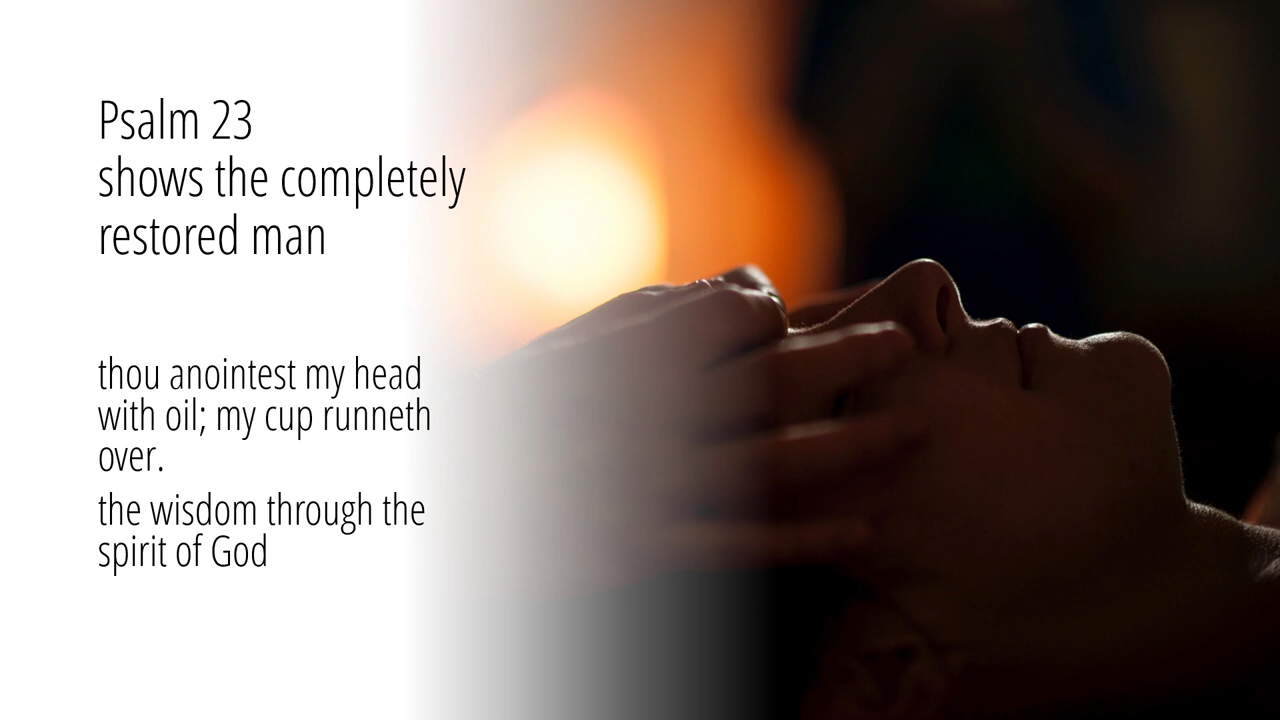 Psalm 23
shows the completely
restored man
thou anointest my head
with oil; my cup runneth
over.
the wisdom through the
spirit of God